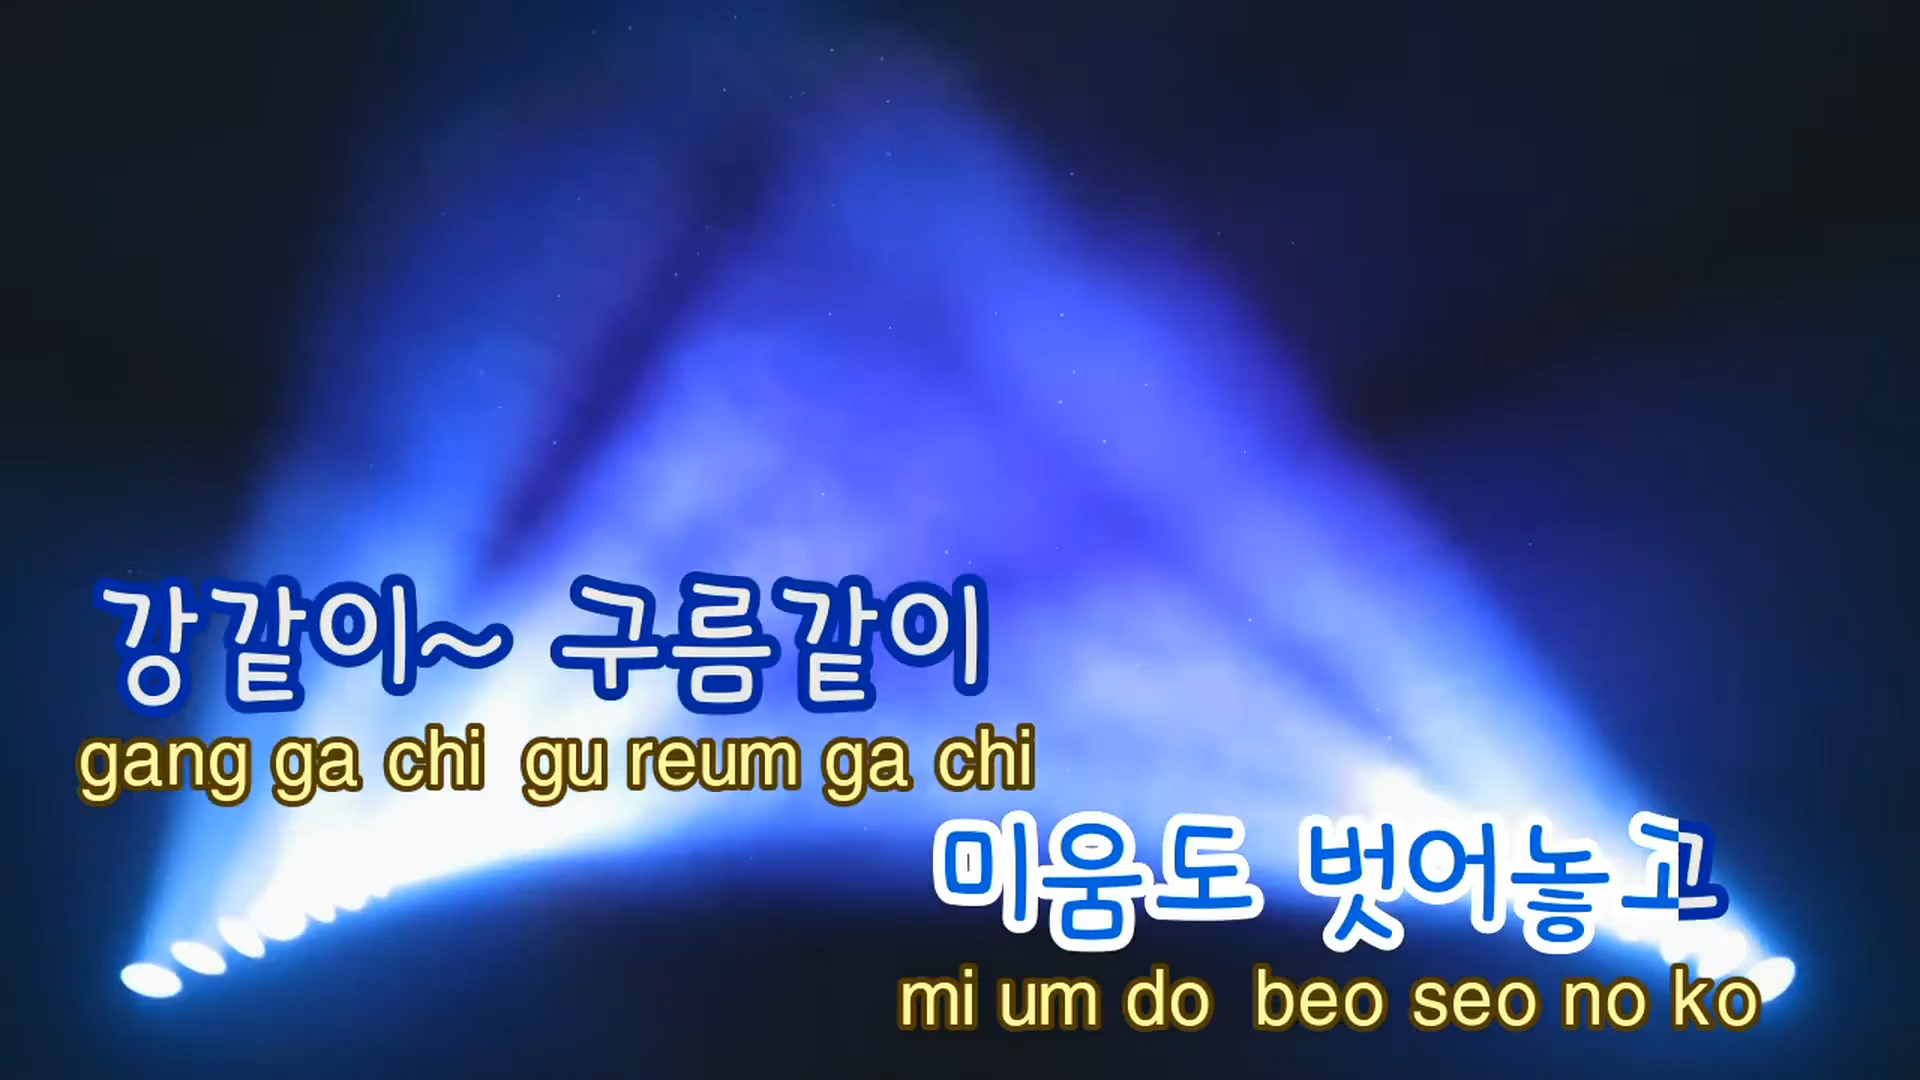 강같이~ 구름같이
gang ga chi gu reum ga chi
미움도 벗어놓고
mi um do beo seo no ko